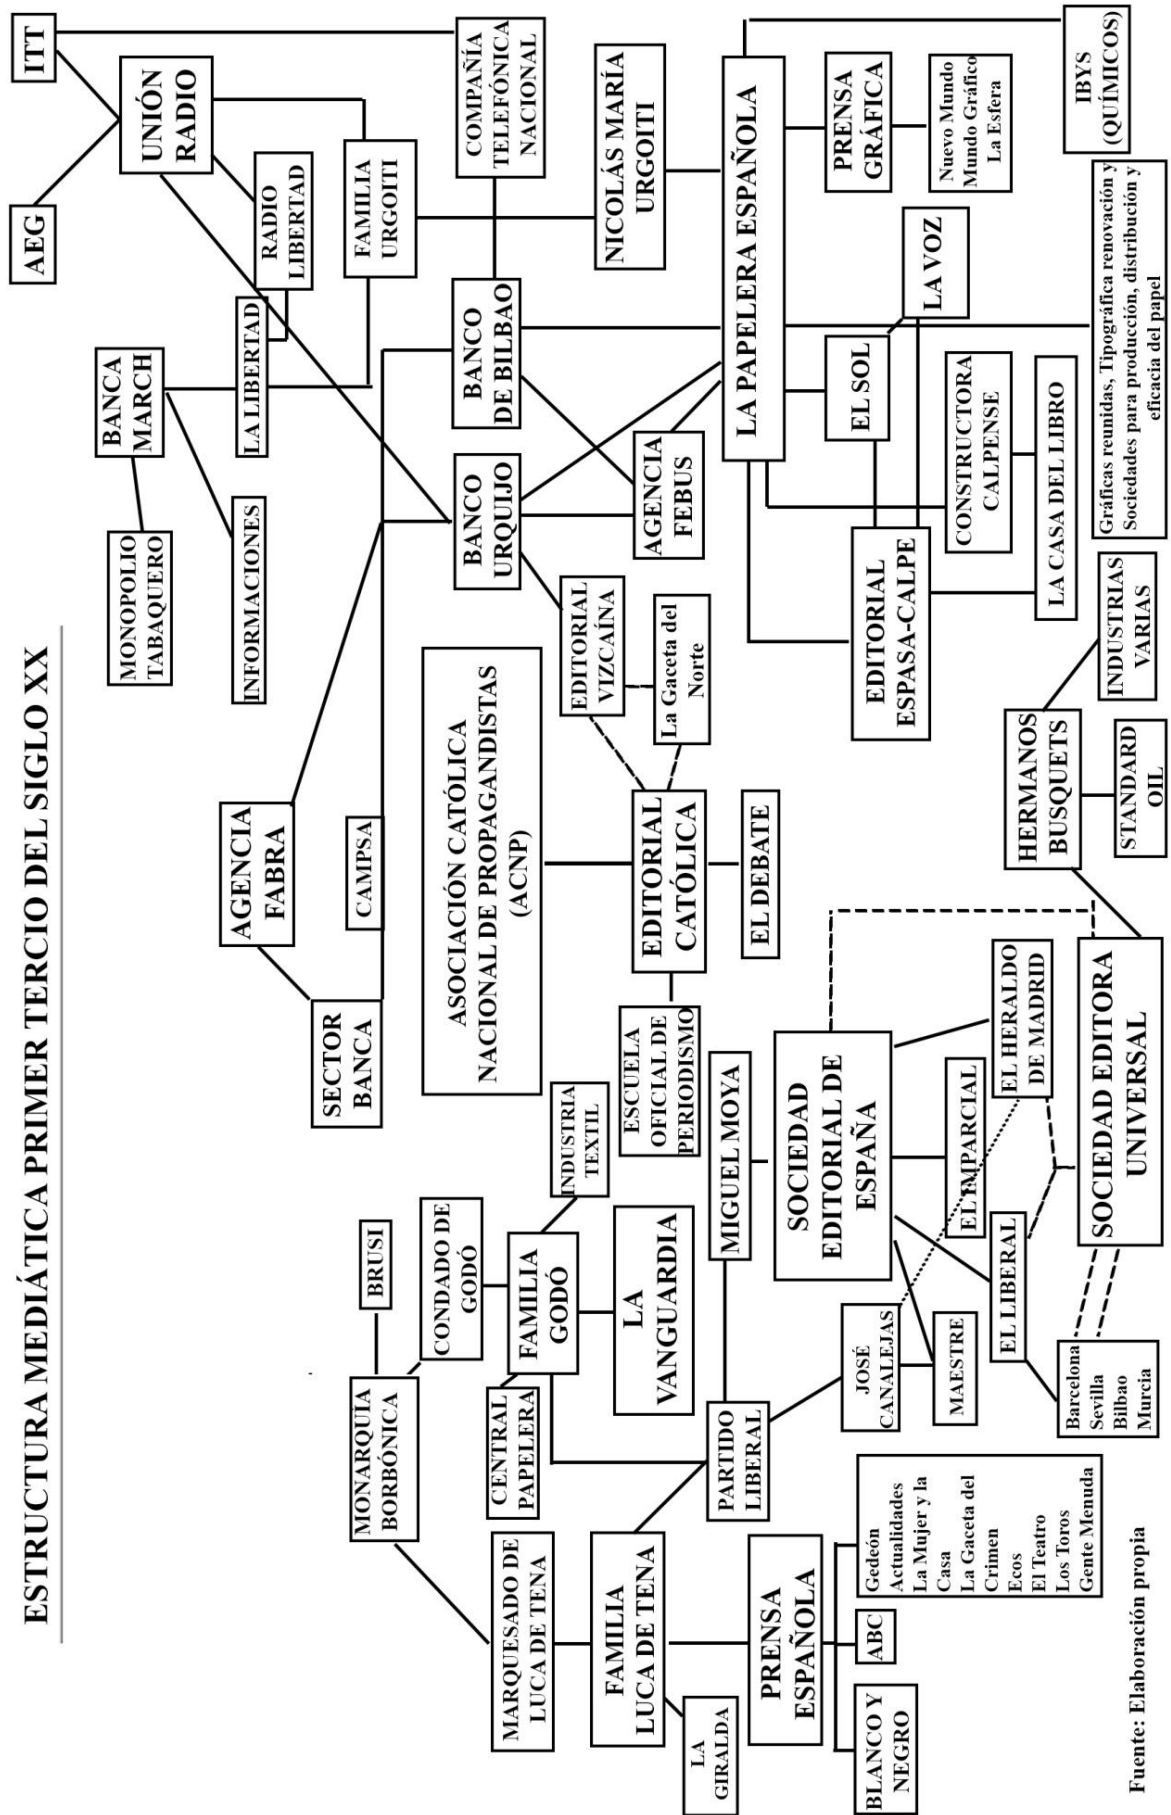 ESTRUCTURA MEDIÁTICA PRIMER TERCIO DEL SIGLO XX
MONOPOLIO
TABAQUERO
BANCA
MARCH
AEG
ITT
UNIÓN
RADIO
INFORMACIONES
LA LIBERTAD
RADIO
LIBERTAD
AGENCIA
FABRA
SECTOR
BANCA
CAMPSA
FAMILIA
URGOITI
MONARQUÍA
BORBÓNICA
BRUSI
CONDADO DE
GODÓ
ASOCIACIÓN CATÓLICA
NACIONAL DE PROPAGANDISTAS
(ACNP)
BANCO
URQUIJO
BANCO
DE BILBAO
COMPAÑÍA
TELEFÓNICA
NACIONAL
MARQUESADO DE
LUCA DE TENA
CENTRAL
PAPELERA
FAMILIA
GODÓ
INDUSTRIA
TEXTIL
EDITORIAL
VIZCAÍNA
FAMILIA
LUCA DE TENA
LA
VANGUARDIA
ESCUELA
OFICIAL DE
PERIODISMO
EDITORIAL
CATÓLICA
La Gaceta del
Norte
AGENCIA
FEBUS
NICOLÁS MARÍA
URGOITI
LA
GIRALDA
PARTIDO
LIBERAL
MIGUEL MOYA
EL DEBATE
LA PAPELERA ESPAÑOLA
PRENSA
ESPAÑOLA
SOCIEDAD
EDITORIAL DE
ESPAÑA
EDITORIAL
ESPASA-CALPE
EL SOL
LA VOZ
PRENSA
GRÁFICA
BLANCO Y
NEGRO
ABC
Gedeón
Actualidades
La Mujer y la
Casa
La Gaceta del
Crimen
Ecos
El Teatro
Los Toros
Gente Menuda
JOSÉ
CANALEJAS
MAESTRE
EL IMPARCIAL
EL LIBERAL
EL HERALDO
DE MADRID
CONSTRUCTORA
CALPENSE
Nuevo Mundo
Mundo Gráfico
La Esfera
HERMANOS
BUSQUETS
LA CASA DEL LIBRO
IBYS
(QUÍMICOS)
Barcelona
Sevilla
Bilbao
Murcia
SOCIEDAD EDITORA
UNIVERSAL
STANDARD
OIL
INDUSTRIAS
VARIAS
Gráficas reunidas, Tipográfica renovación y
Sociedades para producción, distribución y
eficacia del papel
Fuente: Elaboración propia